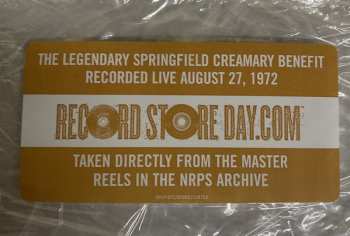 THE LEGENDARY SPRINGFIELD CREAMARY BENEFIT
RECORDED LIVE AUGUST 27, 1972
RECORD STORE DAY.COM
TAKEN DIRECTLY FROM THE MASTER
REELS IN THE NRPS ARCHIVE